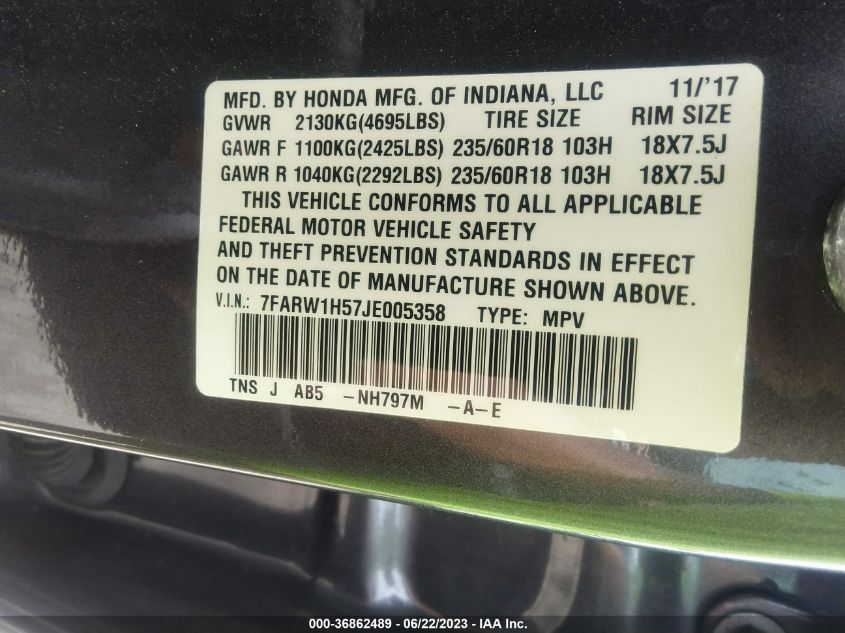 MFD. BY HONDA MFG. OF INDIANA, LLC 11/'17
GVWR 2130KG(4695LBS) TIRE SIZE RIM SIZE
GAWR F 1100KG(2425LBS) 235/60R18 103H 18X7.5J
GAWR R 1040KG(2292LBS) 235/60R18 103H 18X7.5J
THIS VEHICLE CONFORMS TO ALL APPLICABLE
FEDERAL MOTOR VEHICLE SAFETY
AND THEFT PREVENTION STANDARDS IN EFFECT
ON THE DATE OF MANUFACTURE SHOWN ABOVE.
V.I.N.: 7FARW1H57JE005358 TYPE: MPV
TNS J AB5 -NH797M -A-E
000-36862489 - 06/22/2023 - IAA Inc.